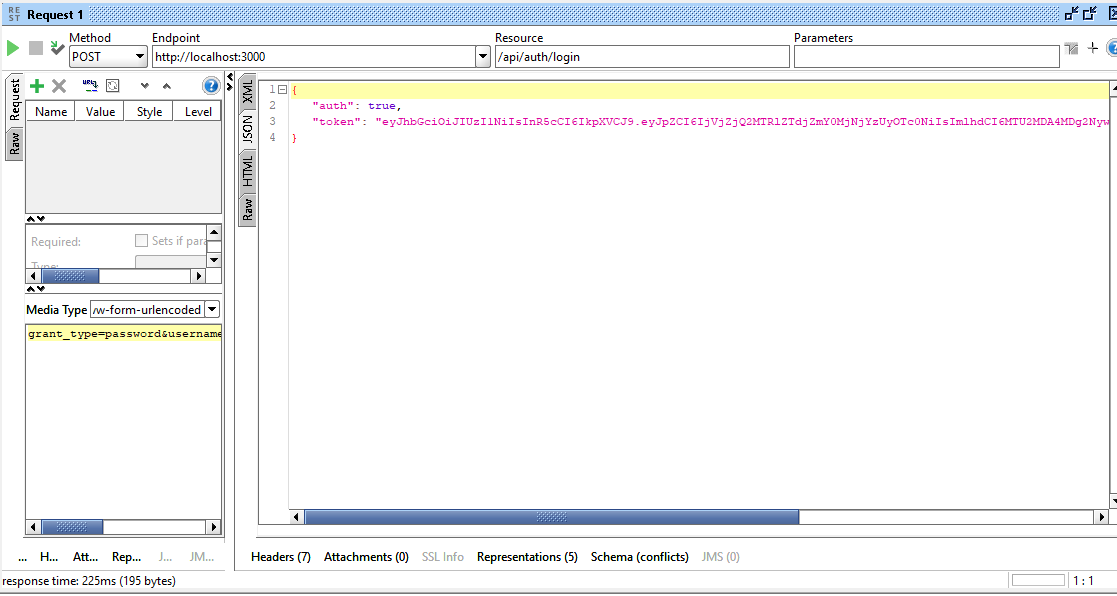 REST Request 1
Method Endpoint Resource Parameters
POST http://localhost:3000 /api/auth/login
Request
Raw
Name Value Style Level
Required: Sets if para
Type:
Media Type /w-form-urlencoded
grant_type=password&username
XML
JSON
HTML
Raw
1 {
2 "auth": true,
3 "token": "eyJhbGciOiJIUzI1NiIsInR5cCI6IkpXVCJ9.eyJpZCI6IjVjZjQ2MTRlZTdjZmY0MjNjYzUyOTc0NiIsImlhdCI6MTU2MDA4MDg2Nyw
4 }
... H... Att... Rep... J... JM...
Headers (7) Attachments (0) SSL Info Representations (5) Schema (conflicts) JMS (0)
response time: 225ms (195 bytes) 1 : 1